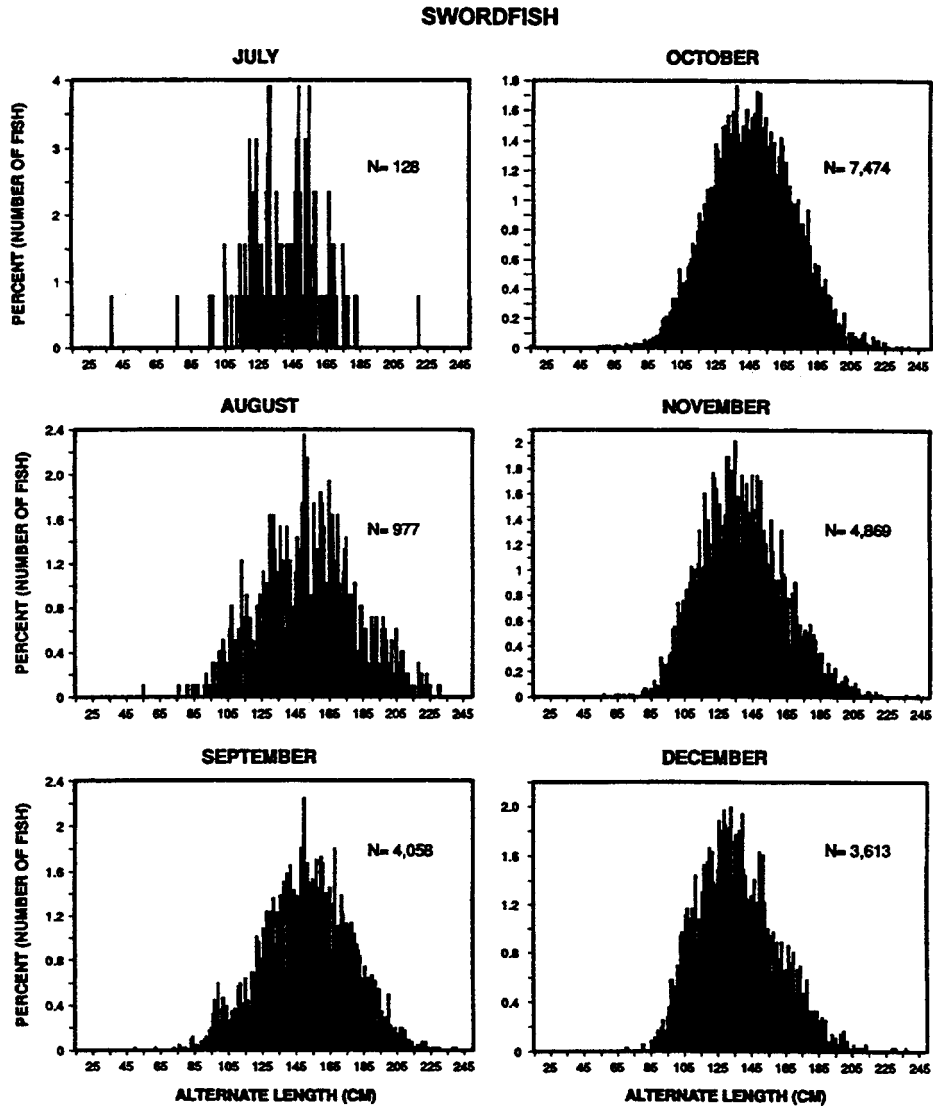 SWORDFISH
JULY
PERCENT (NUMBER OF FISH)
4
3
2
1
0
N= 128
25 45 65 85 105 125 145 165 185 205 225 245
OCTOBER
1.8
1.6
1.4
1.2
1
0.8
0.6
0.4
0.2
0
N= 7,474
25 45 65 85 105 125 145 165 185 205 225 245
AUGUST
PERCENT (NUMBER OF FISH)
2.4
2.0
1.6
1.2
0.8
0.4
0
N= 977
25 45 65 85 105 125 145 165 185 205 225 245
NOVEMBER
2
1.8
1.6
1.4
1.2
1
0.8
0.6
0.4
0.2
0
N= 4,869
25 45 65 85 105 125 145 165 185 205 225 245
SEPTEMBER
PERCENT (NUMBER OF FISH)
2.4
2
1.6
1.2
0.8
0.4
0
N= 4,058
25 45 65 85 105 125 145 165 185 205 225 245
ALTERNATE LENGTH (CM)
DECEMBER
2.0
1.6
1.2
0.8
0.4
0
N= 3,613
25 45 65 85 105 125 145 165 185 205 225 245
ALTERNATE LENGTH (CM)